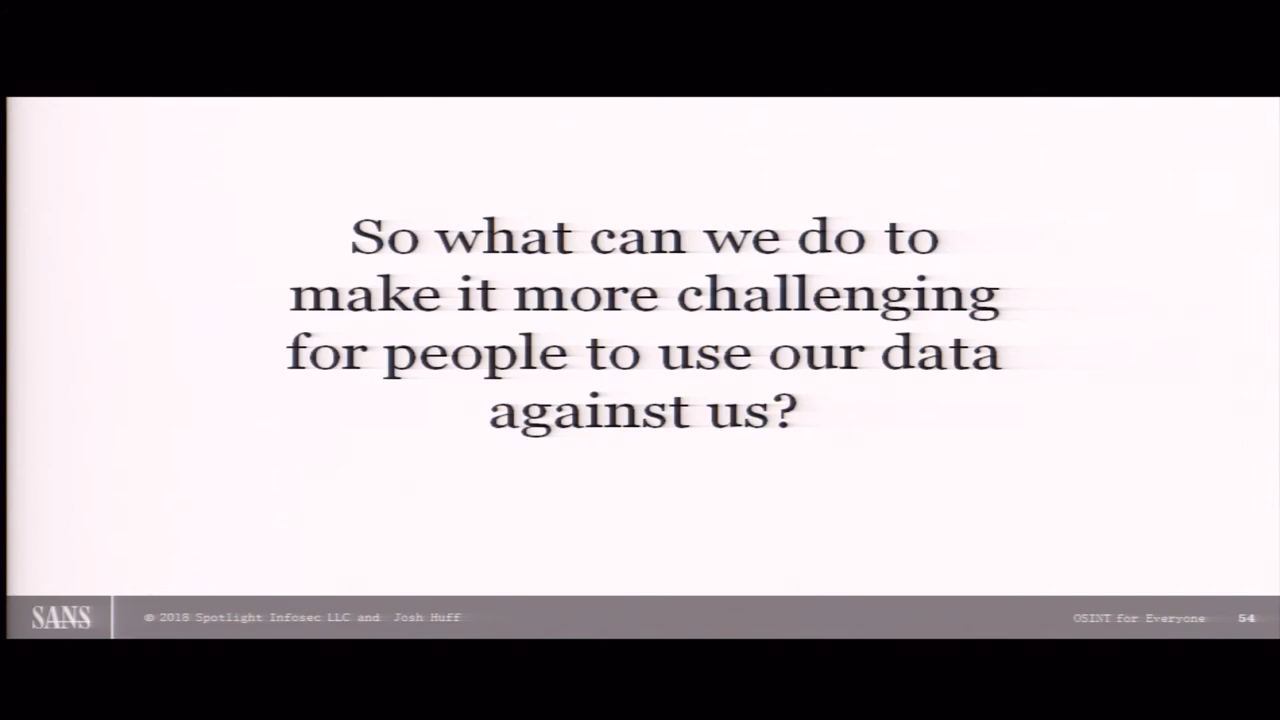 So what can we do to
make it more challenging
for people to use our data
against us?
SANS
© 2018 Spotlight Infosec LLC and Josh Huff
OSINT for Everyone
54